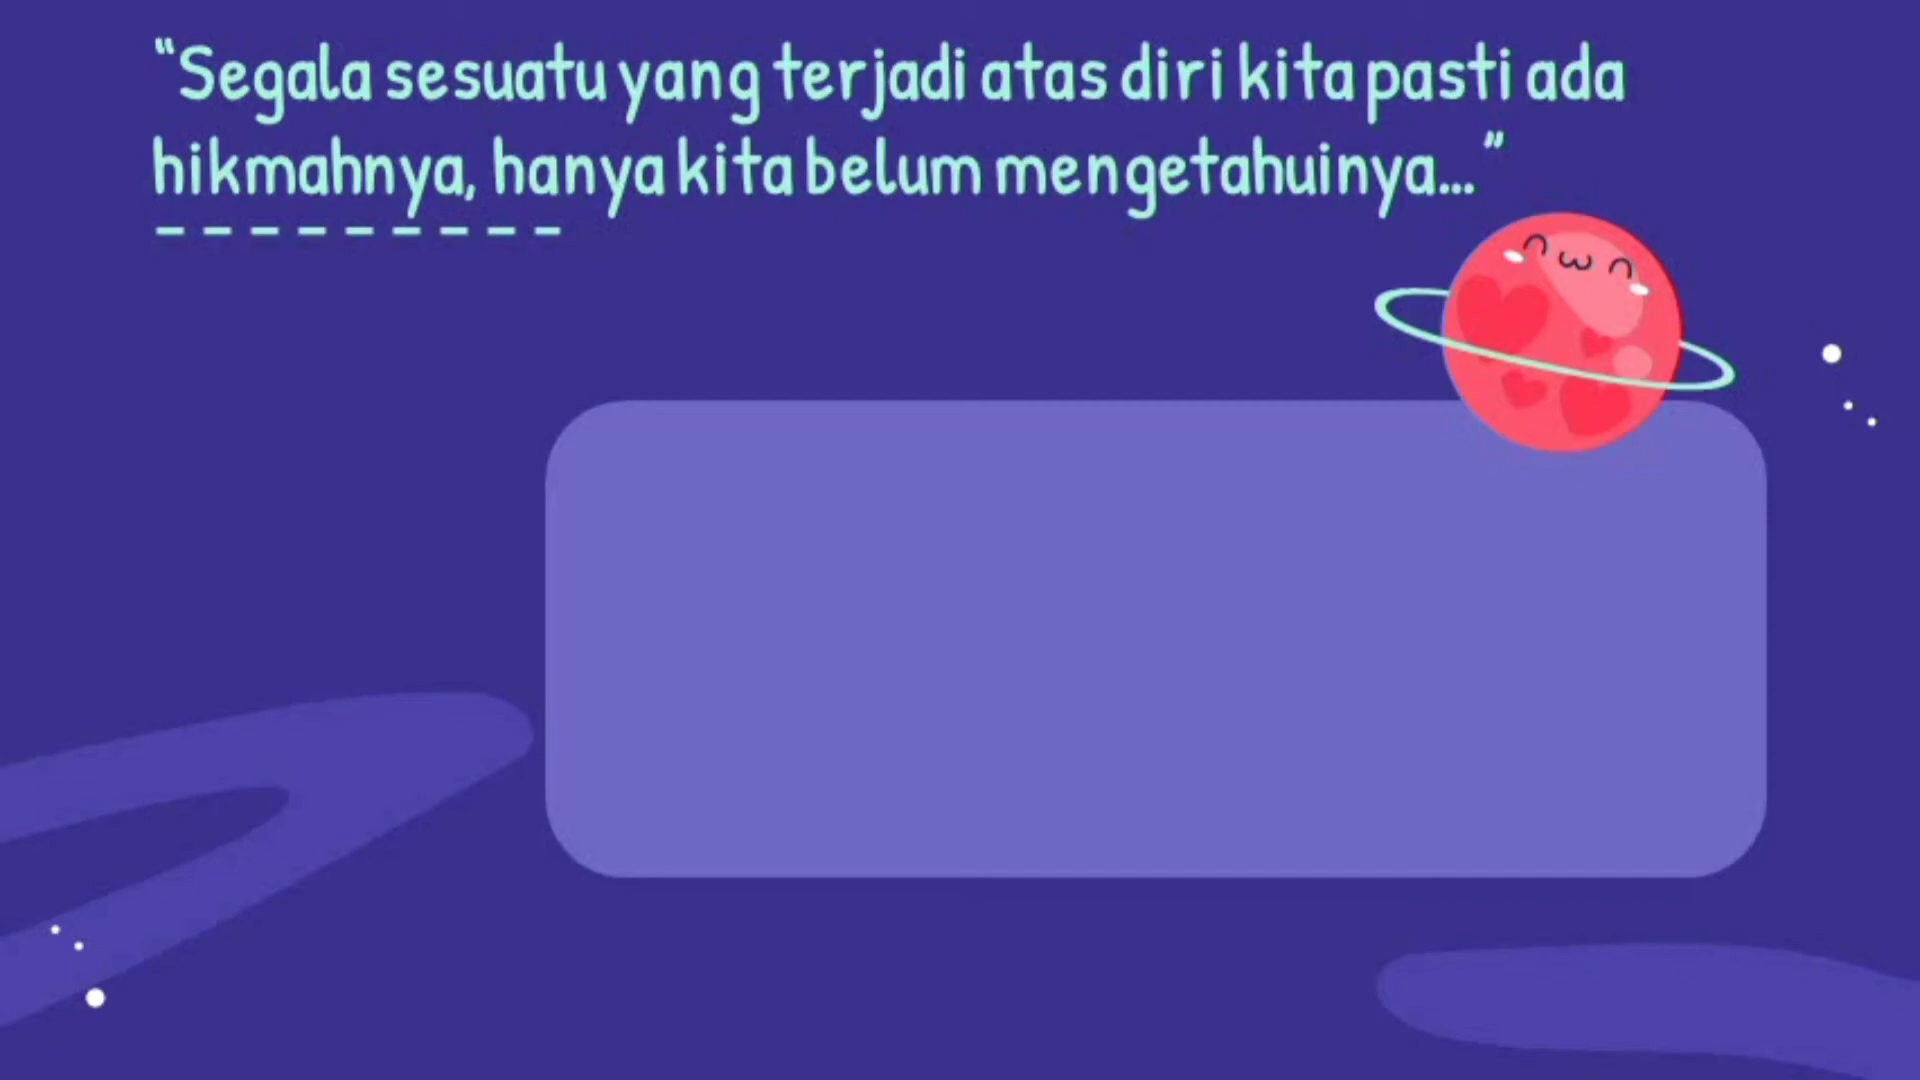 “Segala sesuatu yang terjadi atas diri kita pasti ada
hikmahnya, hanya kita belum mengetahuinya...”